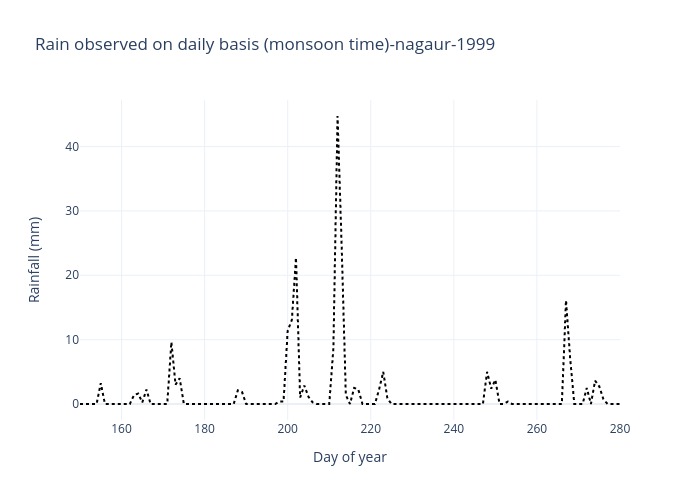 Rain observed on daily basis (monsoon time)-nagaur-1999
Rainfall (mm)
40
30
20
10
0
160 180 200 220 240 260 280
Day of year